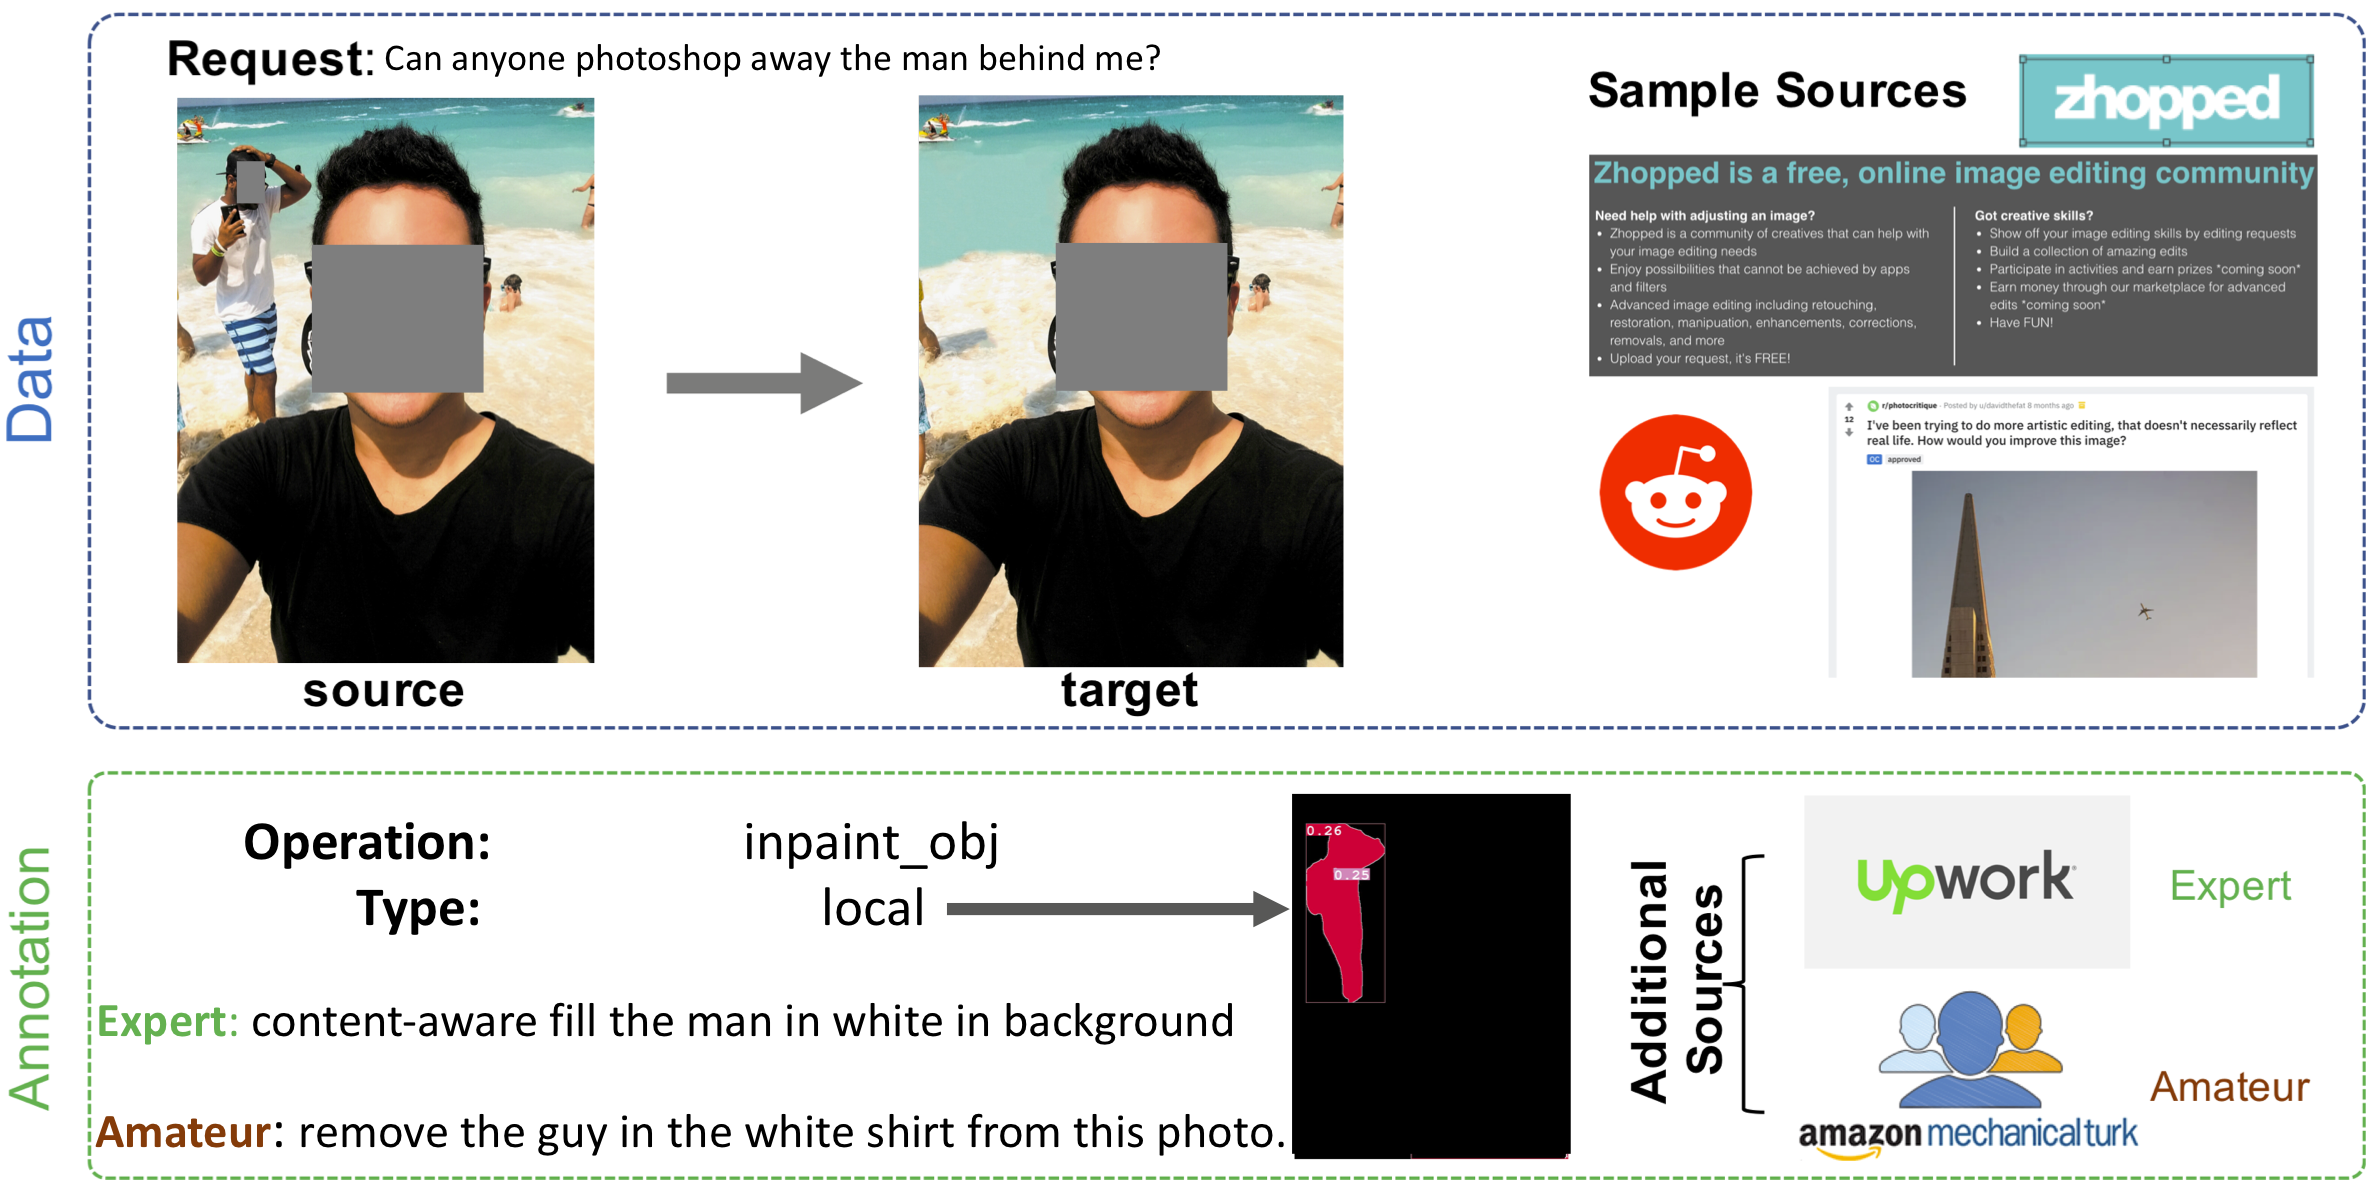 Data
Request: Can anyone photoshop away the man behind me?
source
target
Sample Sources
zhopped
Zhopped is a free, online image editing community
Need help with adjusting an image?
• Zhopped is a community of creatives that can help with
your image editing needs
• Enjoy possilbilities that cannot be achieved by apps
and filters
• Advanced image editing including retouching,
restoration, manipuation, enhancements, corrections,
removals, and more
• Upload your request, it's FREE!
Got creative skills?
• Show off your image editing skills by editing requests
• Build a collection of amazing edits
• Participate in activities and earn prizes *coming soon*
• Earn money through our marketplace for advanced
edits *coming soon*
• Have FUN!
12
r/photocritique · Posted by u/davidthefat 8 months ago
I've been trying to do more artistic editing, that doesn't necessarily reflect
real life. How would you improve this image?
OC approved
Annotation
Operation: inpaint_obj
Type: local
Expert: content-aware fill the man in white in background
Amateur: remove the guy in the white shirt from this photo.
0.26
0.25
Additional
Sources
upwork
Expert
amazon mechanicalturk
Amateur